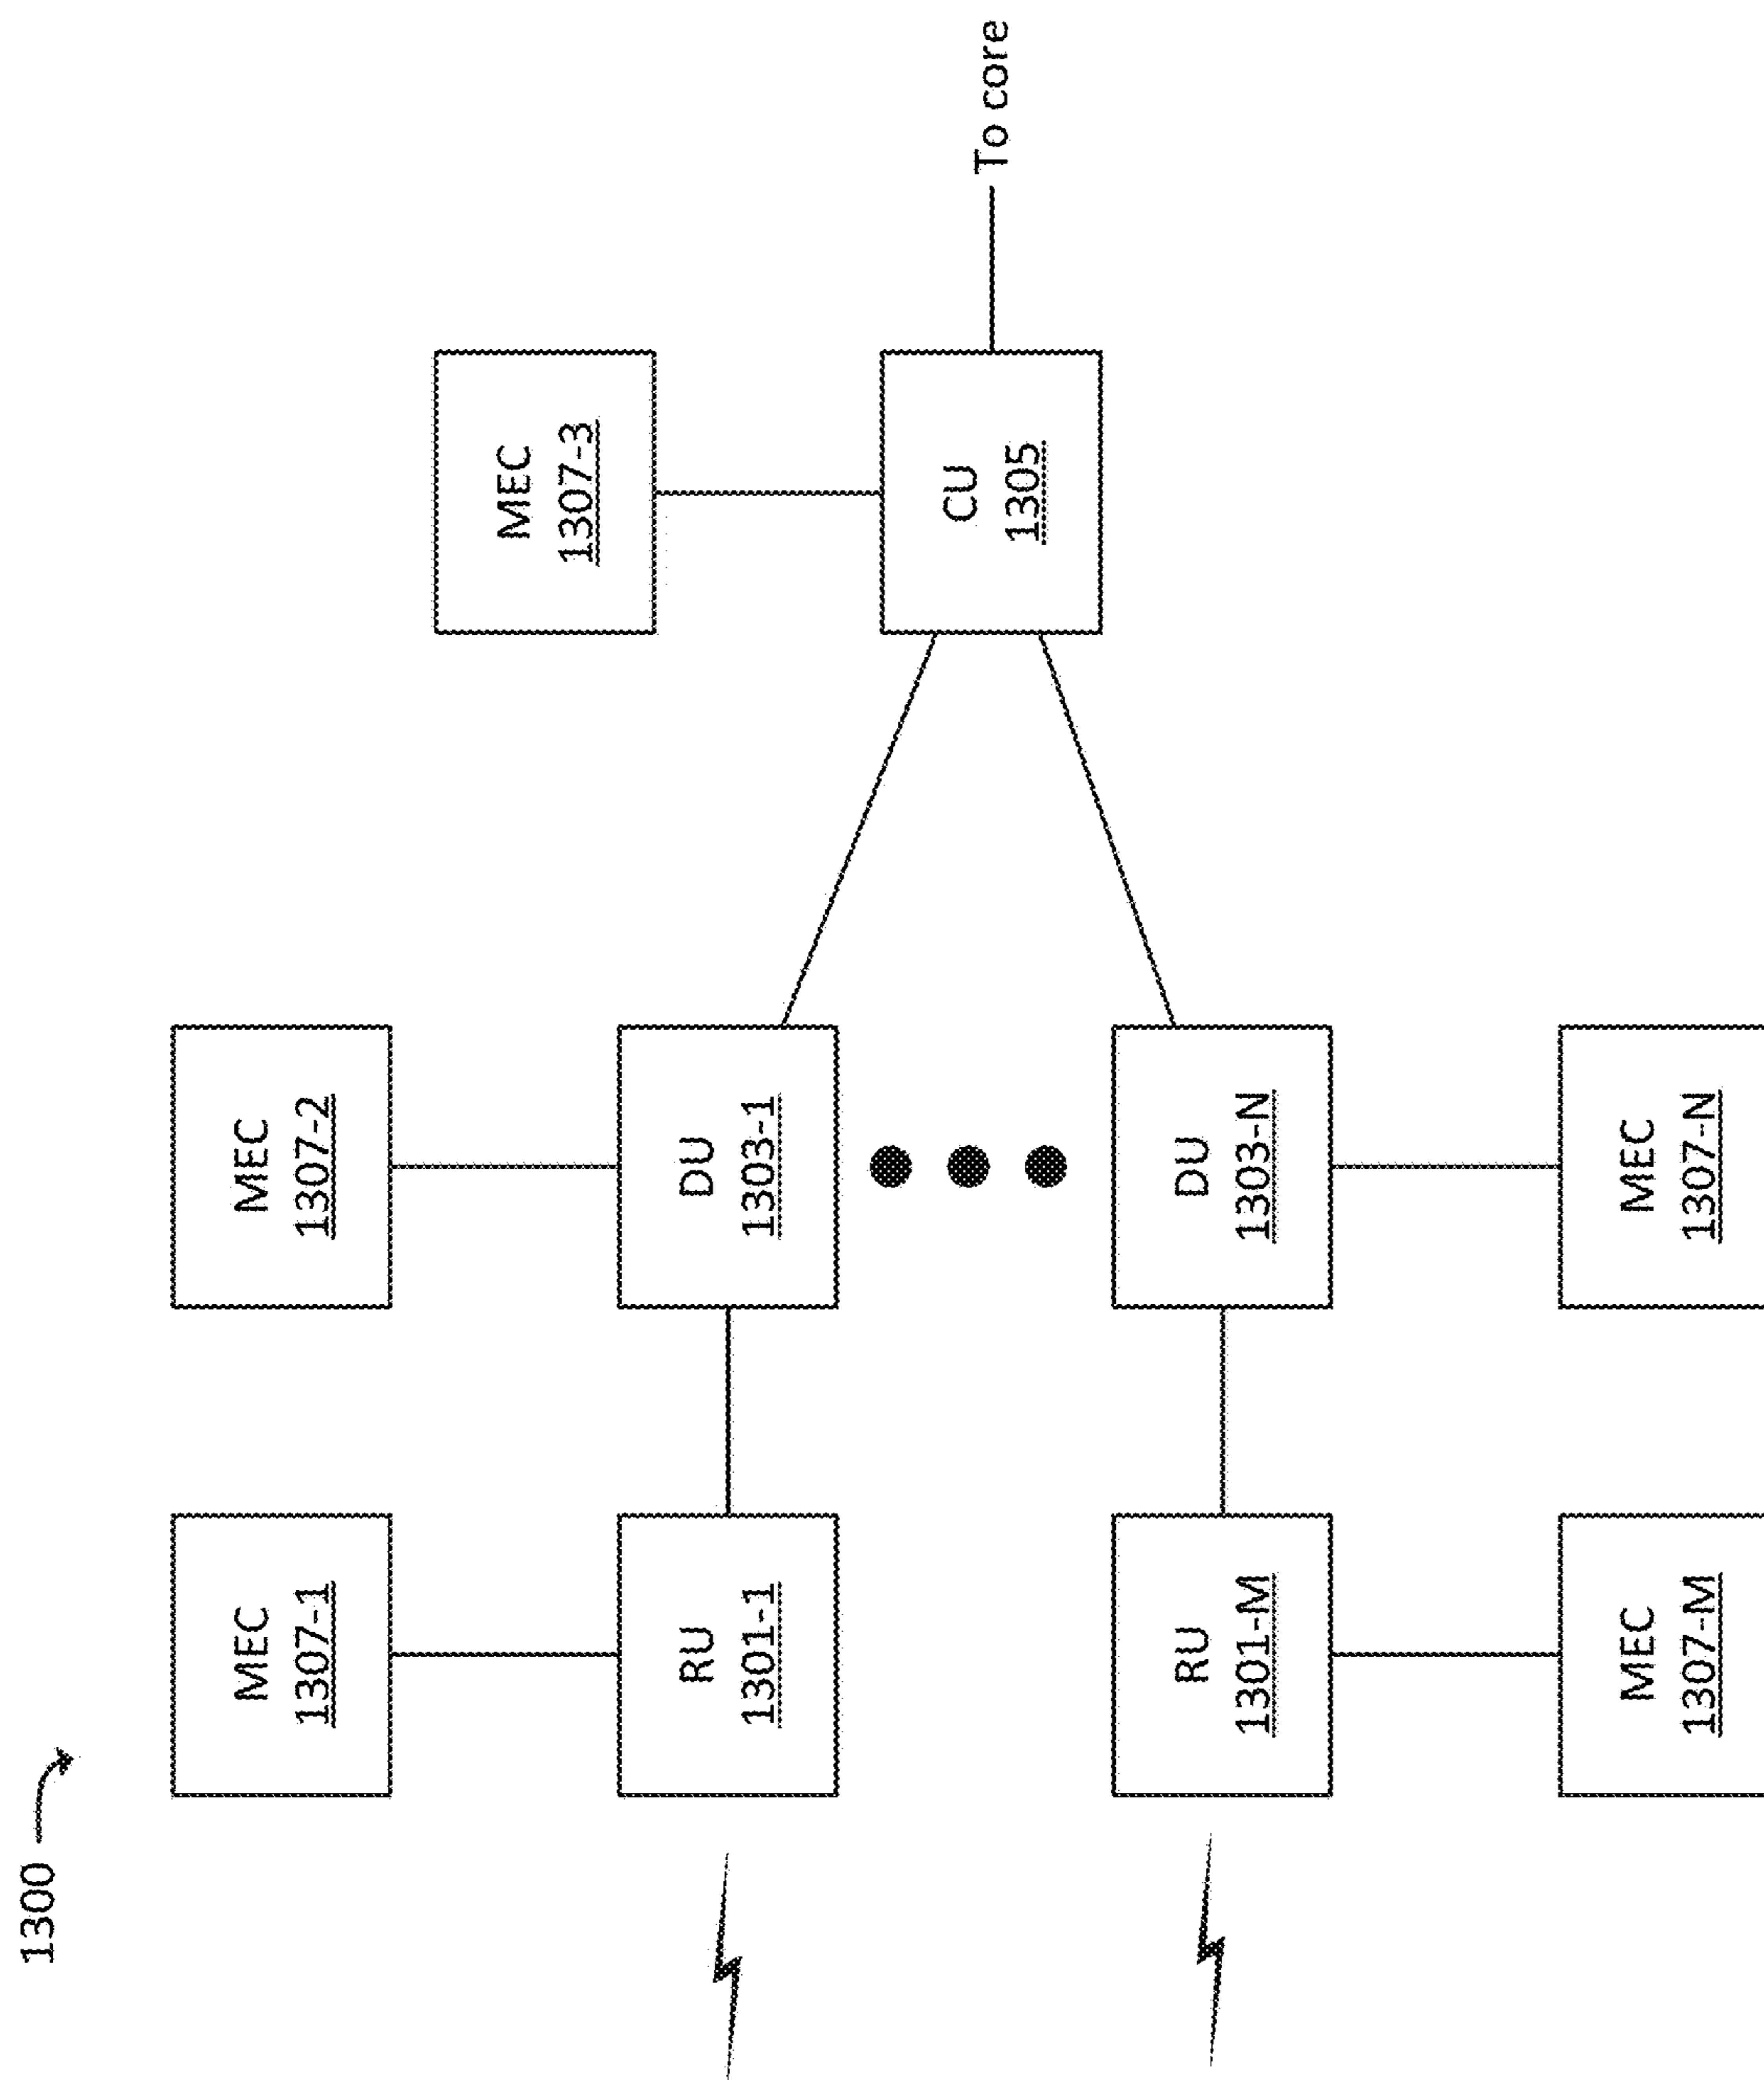 1300
MEC
1307-1
MEC
1307-2
MEC
1307-3
RU
1301-1
DU
1303-1
CU
1305
To core
RU
1301-M
DU
1303-N
MEC
1307-M
MEC
1307-N